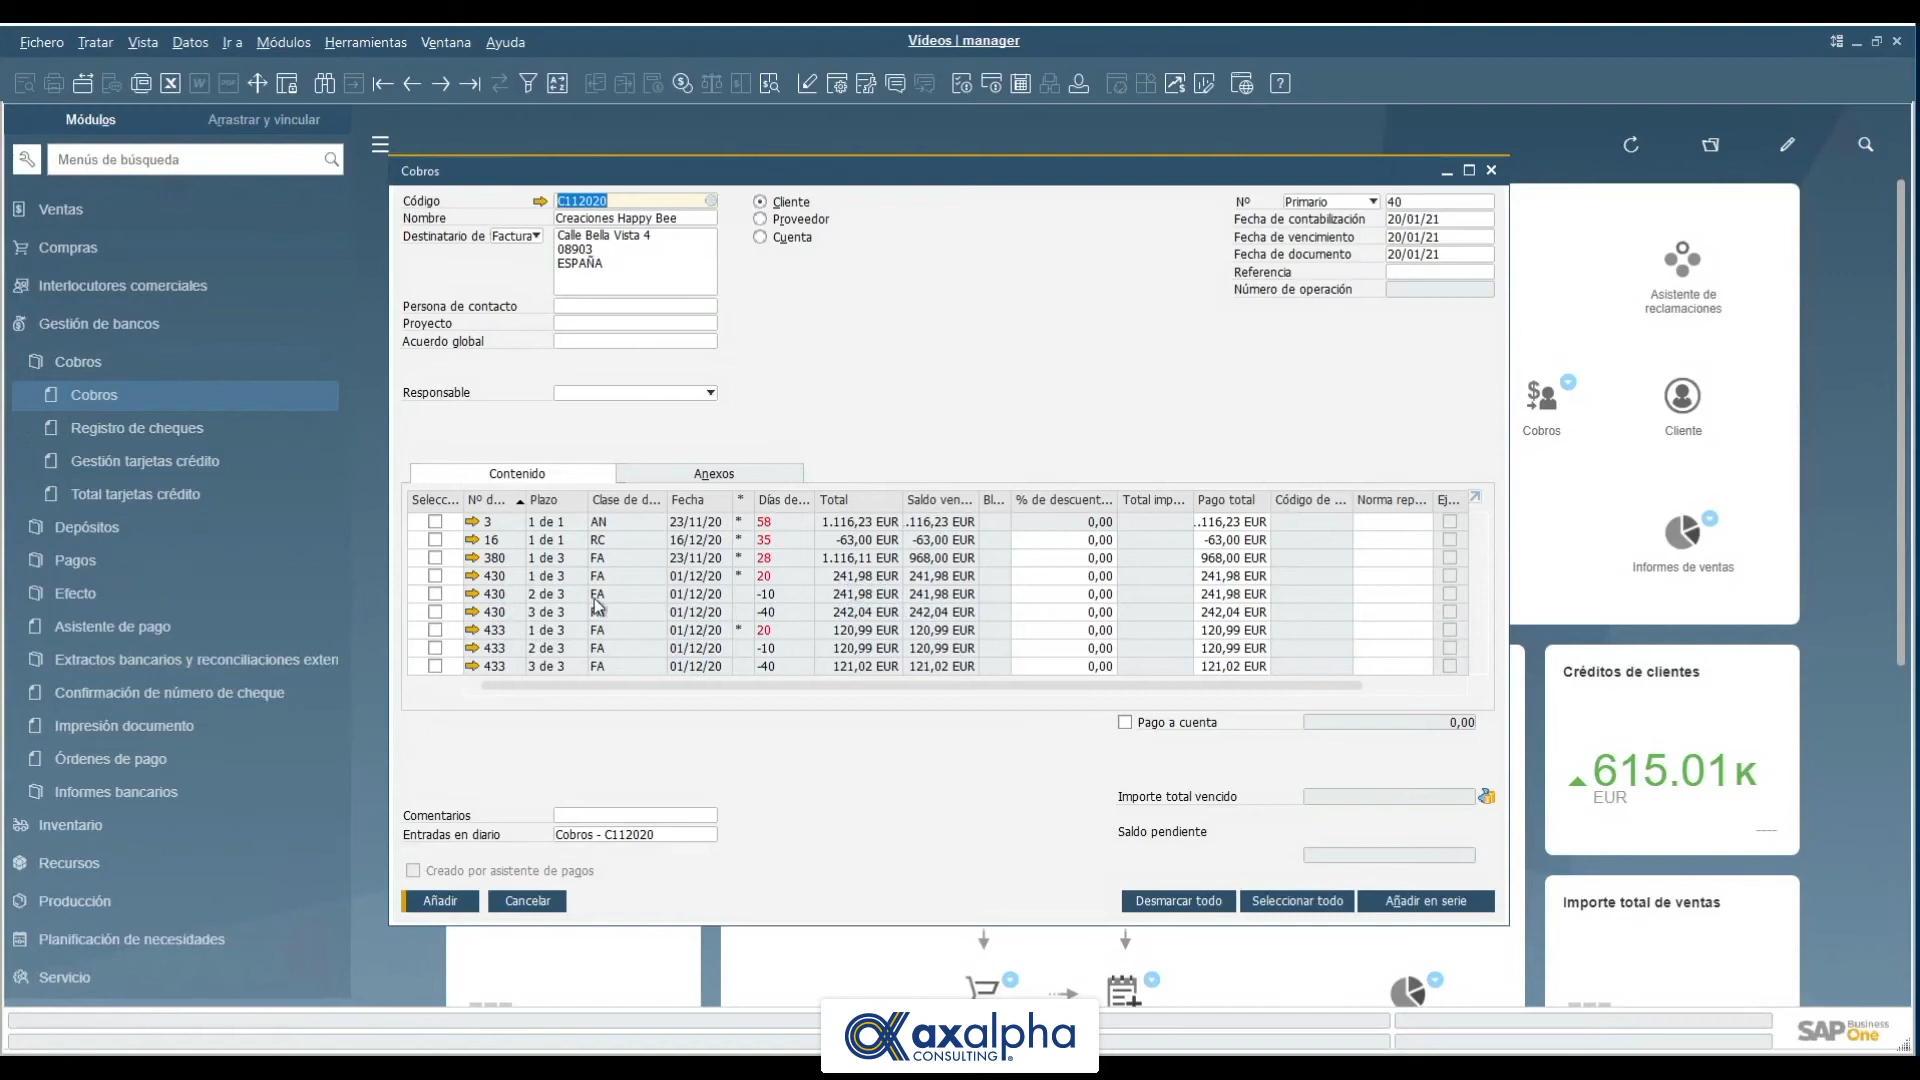 Fichero Tratar Vista Datos Ir a Módulos Herramientas Ventana Ayuda
Vídeos | manager
Módulos Arrastrar y vincular
Menús de búsqueda
Ventas
Compras
Interlocutores comerciales
Gestión de bancos
Cobros
Cobros
Registro de cheques
Gestión tarjetas crédito
Total tarjetas crédito
Depósitos
Pagos
Efecto
Asistente de pago
Extractos bancarios y reconciliaciones exten
Confirmación de número de cheque
Impresión documento
Órdenes de pago
Informes bancarios
Inventario
Recursos
Producción
Planificación de necesidades
Servicio
Cobros
Código C112020
Nombre Creaciones Happy Bee
Destinatario de Factura Calle Bella Vista 4
08903
ESPAÑA
Persona de contacto
Proyecto
Acuerdo global
Responsable
Cliente
Proveedor
Cuenta
Nº Primario 40
Fecha de contabilización 20/01/21
Fecha de vencimiento 20/01/21
Fecha de documento 20/01/21
Referencia
Número de operación
Contenido Anexos
Selecc... Nº d... Plazo Clase de d... Fecha * Días de... Total Saldo ven... Bl... % de descuent... Total imp... Pago total Código de ... Norma rep... Ej...
3 1 de 1 AN 23/11/20 * 58 1.116,23 EUR .116,23 EUR 0,00 .116,23 EUR
16 1 de 1 RC 16/12/20 * 35 -63,00 EUR -63,00 EUR 0,00 -63,00 EUR
380 1 de 3 FA 23/11/20 * 28 1.116,11 EUR 968,00 EUR 0,00 968,00 EUR
430 1 de 3 FA 01/12/20 * 20 241,98 EUR 241,98 EUR 0,00 241,98 EUR
430 2 de 3 FA 01/12/20 -10 241,98 EUR 241,98 EUR 0,00 241,98 EUR
430 3 de 3 FA 01/12/20 -40 242,04 EUR 242,04 EUR 0,00 242,04 EUR
433 1 de 3 FA 01/12/20 * 20 120,99 EUR 120,99 EUR 0,00 120,99 EUR
433 2 de 3 FA 01/12/20 -10 120,99 EUR 120,99 EUR 0,00 120,99 EUR
433 3 de 3 FA 01/12/20 -40 121,02 EUR 121,02 EUR 0,00 121,02 EUR
Pago a cuenta 0,00
Importe total vencido
Saldo pendiente
Comentarios
Entradas en diario Cobros - C112020
Creado por asistente de pagos
Añadir Cancelar Desmarcar todo Seleccionar todo Añadir en serie
Asistente de
reclamaciones
Cobros Cliente
Informes de ventas
Créditos de clientes
615.01K
EUR
Importe total de ventas
axalpha
CONSULTING®
SAP Business
One